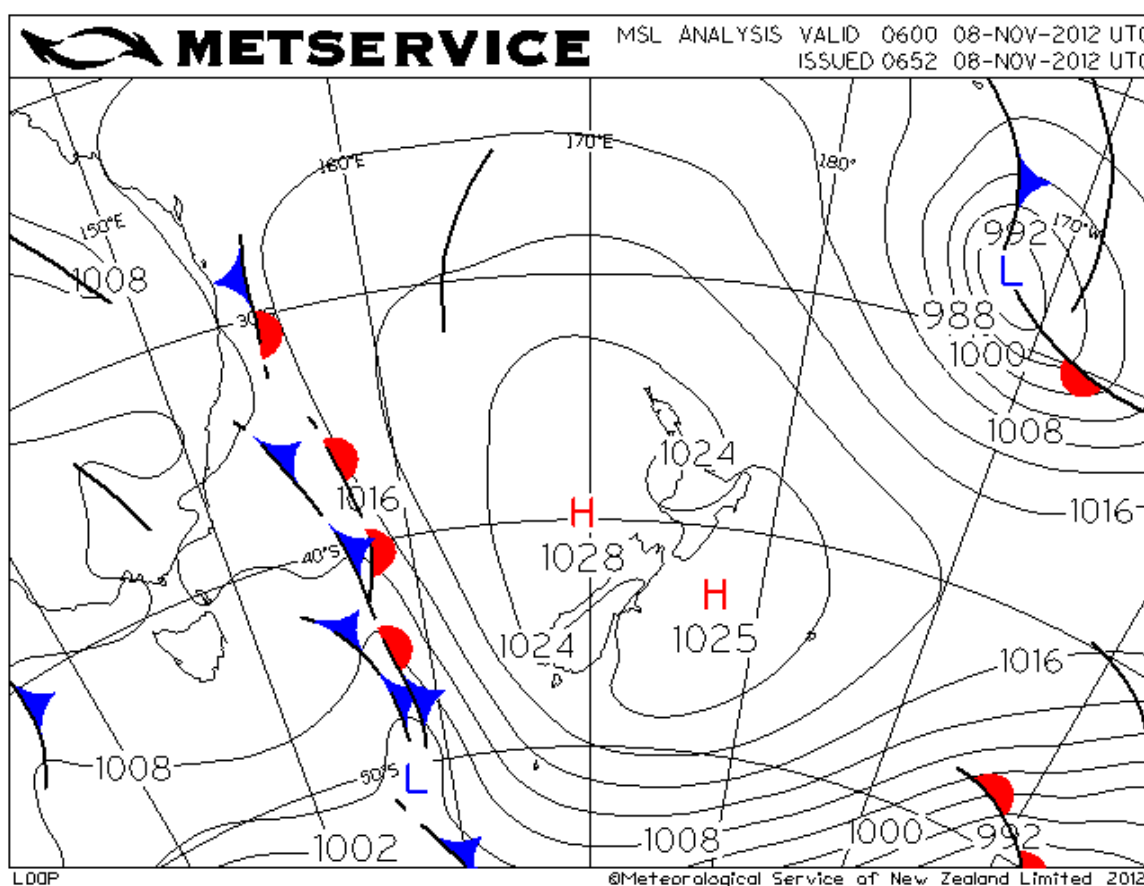 METSERVICE
MSL ANALYSIS VALID 0600 08-NOV-2012 UTC
ISSUED 0652 08-NOV-2012 UTC
170°E
160°E
180°
150°E
170°W
992
L
1008
30°S
988
1000
1008
1024
1016
1016
H
40°S
1028
H
1025
1024
1016
1008
50°S
L
1002
1008
1000
992
LOOP
©Meteorological Service of New Zealand Limited 2012